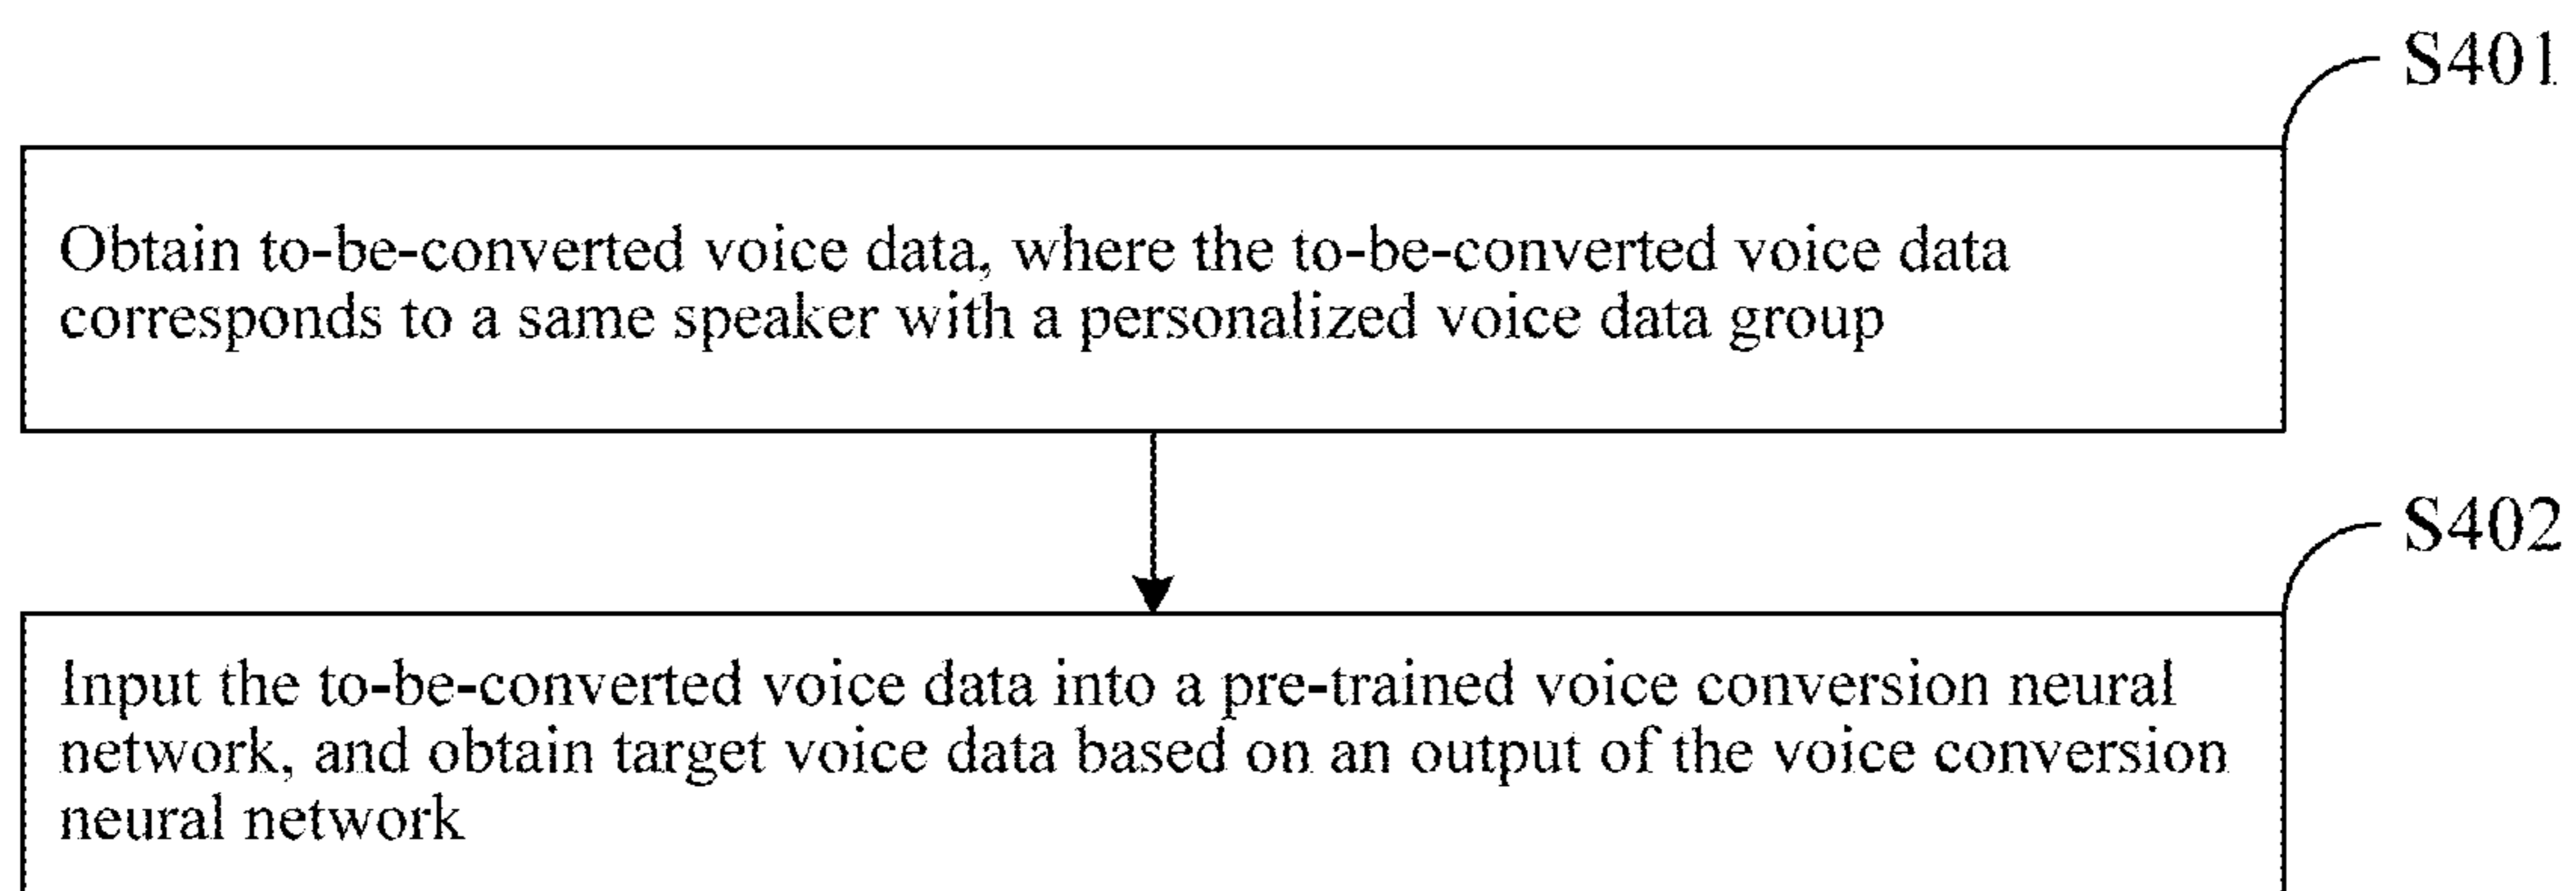 S401
Obtain to-be-converted voice data, where the to-be-converted voice data
corresponds to a same speaker with a personalized voice data group
S402
Input the to-be-converted voice data into a pre-trained voice conversion neural
network, and obtain target voice data based on an output of the voice conversion
neural network